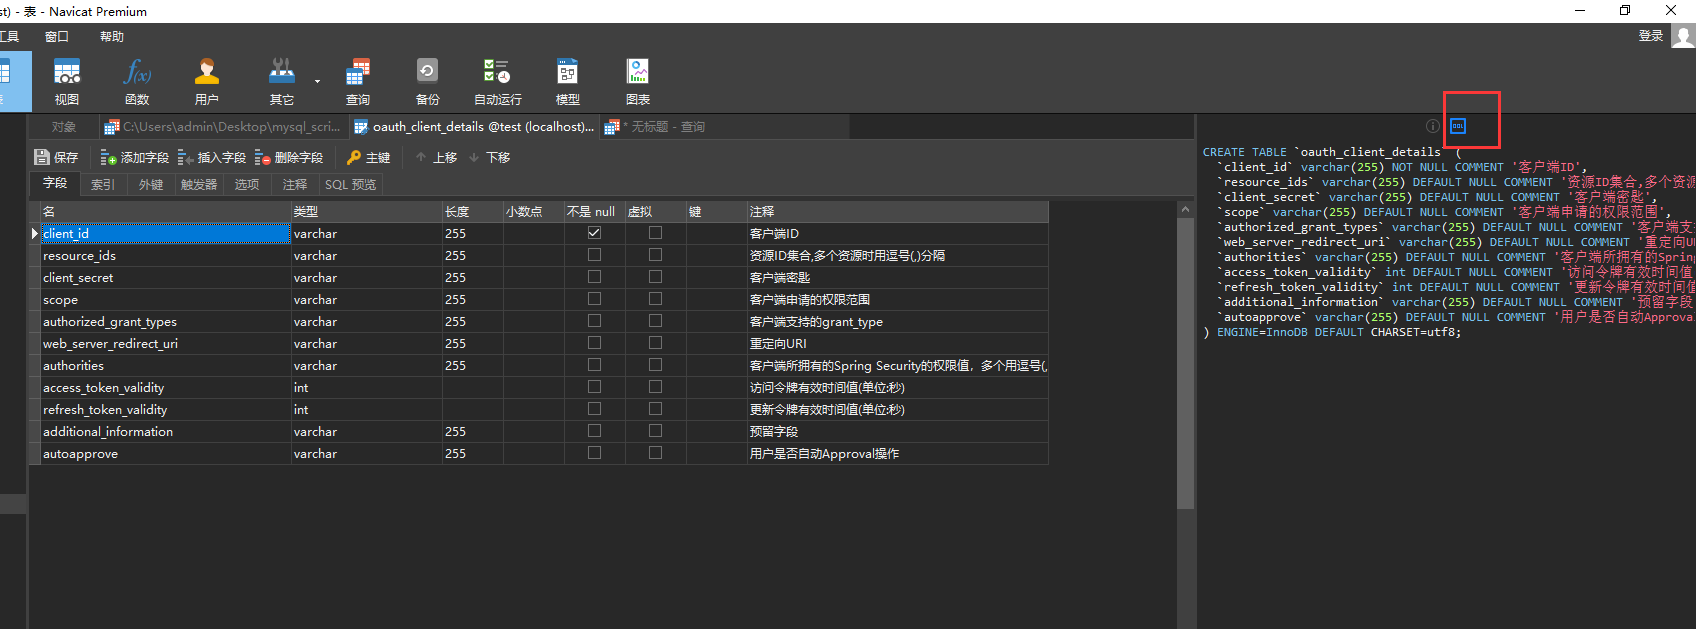 st) - 表 - Navicat Premium
工具 窗口 帮助 登录
视图 函数 用户 其它 查询 备份 自动运行 模型 图表
对象 C:\Users\admin\Desktop\mysql_scri... oauth_client_details @test (localhost)... * 无标题 - 查询
保存 添加字段 插入字段 删除字段 主键 上移 下移
字段 索引 外键 触发器 选项 注释 SQL 预览
名 类型 长度 小数点 不是 null 虚拟 键 注释
client_id varchar 255 客户端ID
resource_ids varchar 255 资源ID集合,多个资源时用逗号(,)分隔
client_secret varchar 255 客户端密匙
scope varchar 255 客户端申请的权限范围
authorized_grant_types varchar 255 客户端支持的grant_type
web_server_redirect_uri varchar 255 重定向URI
authorities varchar 255 客户端所拥有的Spring Security的权限值，多个用逗号(,
access_token_validity int 访问令牌有效时间值(单位:秒)
refresh_token_validity int 更新令牌有效时间值(单位:秒)
additional_information varchar 255 预留字段
autoapprove varchar 255 用户是否自动Approval操作
DDL
CREATE TABLE `oauth_client_details` (
`client_id` varchar(255) NOT NULL COMMENT '客户端ID',
`resource_ids` varchar(255) DEFAULT NULL COMMENT '资源ID集合,多个资源
`client_secret` varchar(255) DEFAULT NULL COMMENT '客户端密匙',
`scope` varchar(255) DEFAULT NULL COMMENT '客户端申请的权限范围',
`authorized_grant_types` varchar(255) DEFAULT NULL COMMENT '客户端支
`web_server_redirect_uri` varchar(255) DEFAULT NULL COMMENT '重定向U
`authorities` varchar(255) DEFAULT NULL COMMENT '客户端所拥有的Spring
`access_token_validity` int DEFAULT NULL COMMENT '访问令牌有效时间值
`refresh_token_validity` int DEFAULT NULL COMMENT '更新令牌有效时间值
`additional_information` varchar(255) DEFAULT NULL COMMENT '预留字段
`autoapprove` varchar(255) DEFAULT NULL COMMENT '用户是否自动Approva
) ENGINE=InnoDB DEFAULT CHARSET=utf8;